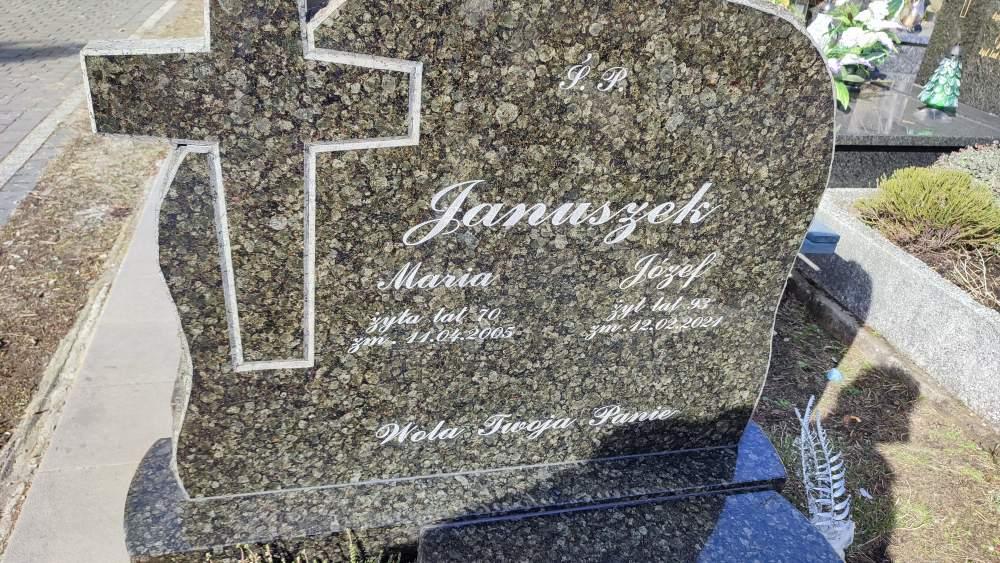 Ś. P.
Januszek
Maria
żyła lat 70
zm. 11.04.2005
Józef
żył lat 93
zm. 12.02.2021
Wola Twoja Panie